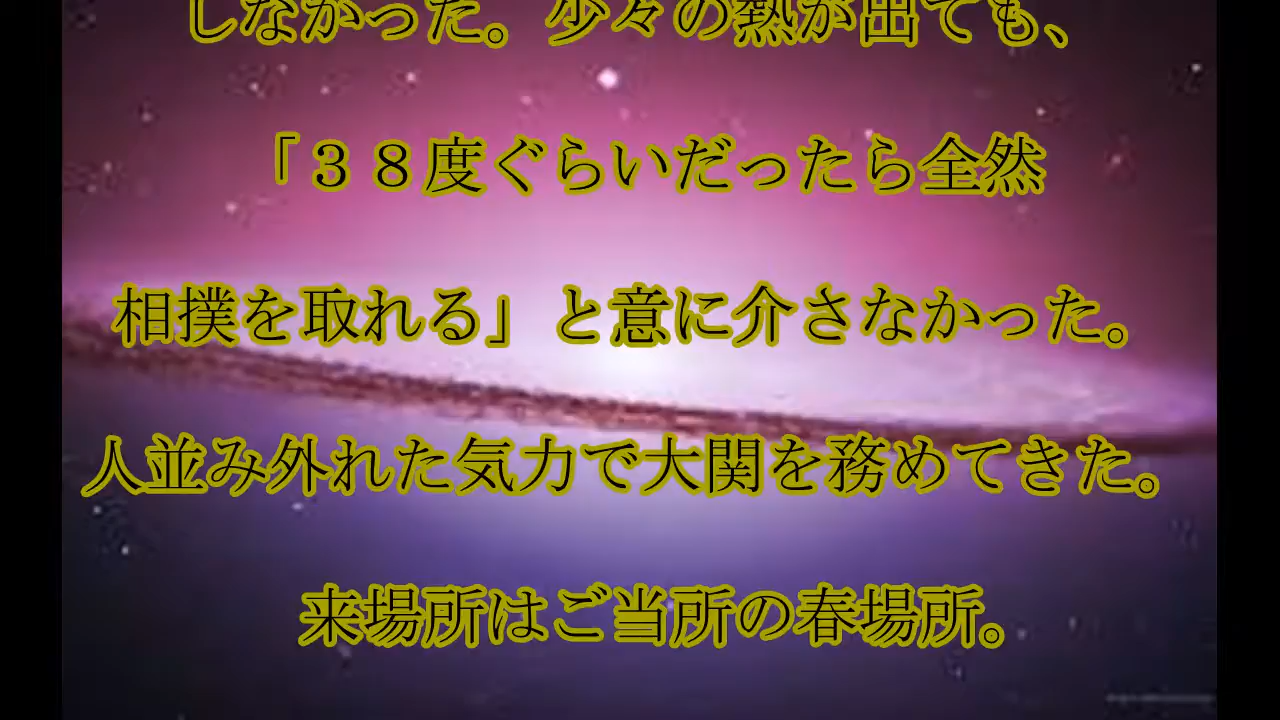 しなかった。少々の熱が出ても、
「３８度ぐらいだったら全然
相撲を取れる」と意に介さなかった。
人並み外れた気力で大関を務めてきた。
来場所はご当所の春場所。